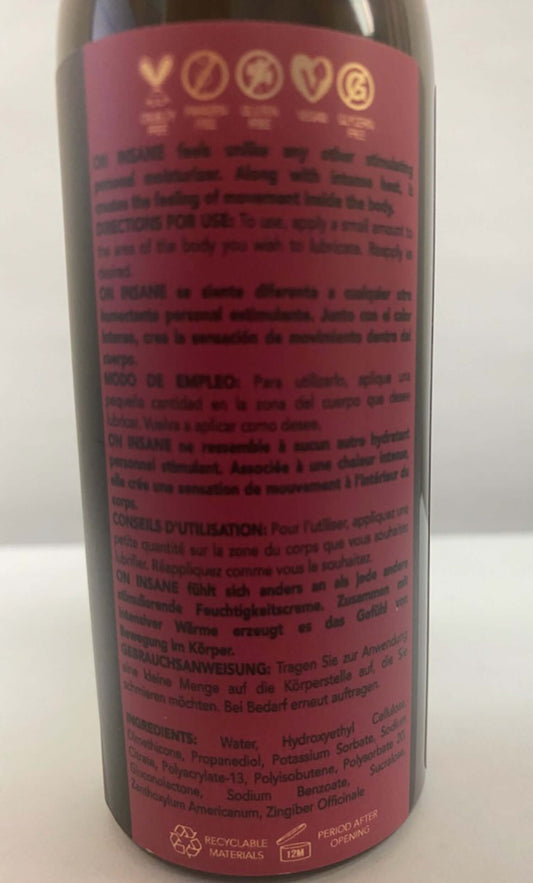 CRUELTY FREE
PARABEN FREE
GLUTEN FREE
VEGAN
GLYCERIN FREE
ON INSANE feels unlike any other stimulating
personal moisturizer. Along with intense heat, it
creates the feeling of movement inside the body.
DIRECTIONS FOR USE: To use, apply a small amount to
the area of the body you wish to lubricate. Reapply as
desired.
ON INSANE se siente diferente a cualquier otro
humectante personal estimulante. Junto con el calor
intenso, crea la sensación de movimiento dentro del
cuerpo.
MODO DE EMPLEO: Para utilizarlo, aplique una
pequeña cantidad en la zona del cuerpo que desee
lubricar. Vuelva a aplicar como desee.
ON INSANE ne ressemble à aucun autre hydratant
personnel stimulant. Associée à une chaleur intense,
elle crée une sensation de mouvement à l'intérieur du
corps.
CONSEILS D'UTILISATION: Pour l'utiliser, appliquez une
petite quantité sur la zone du corps que vous souhaitez
lubrifier. Réappliquez comme vous le souhaitez.
ON INSANE fühlt sich anders an als jede andere
stimulierende Feuchtigkeitscreme. Zusammen mit
intensiver Wärme erzeugt es das Gefühl von
Bewegung im Körper.
GEBRAUCHSANWEISUNG: Tragen Sie zur Anwendung
eine kleine Menge auf die Körperstelle auf, die Sie
schmieren möchten. Bei Bedarf erneut auftragen.
INGREDIENTS: Water, Hydroxyethyl Cellulose,
Dimethicone, Propanediol, Potassium Sorbate, Sodium
Citrate, Polyacrylate-13, Polyisobutene, Polysorbate 20,
Gluconolactone, Sodium Benzoate, Sucralose,
Zanthoxylum Americanum, Zingiber Officinale
RECYCLABLE
MATERIALS
12M
PERIOD AFTER
OPENING